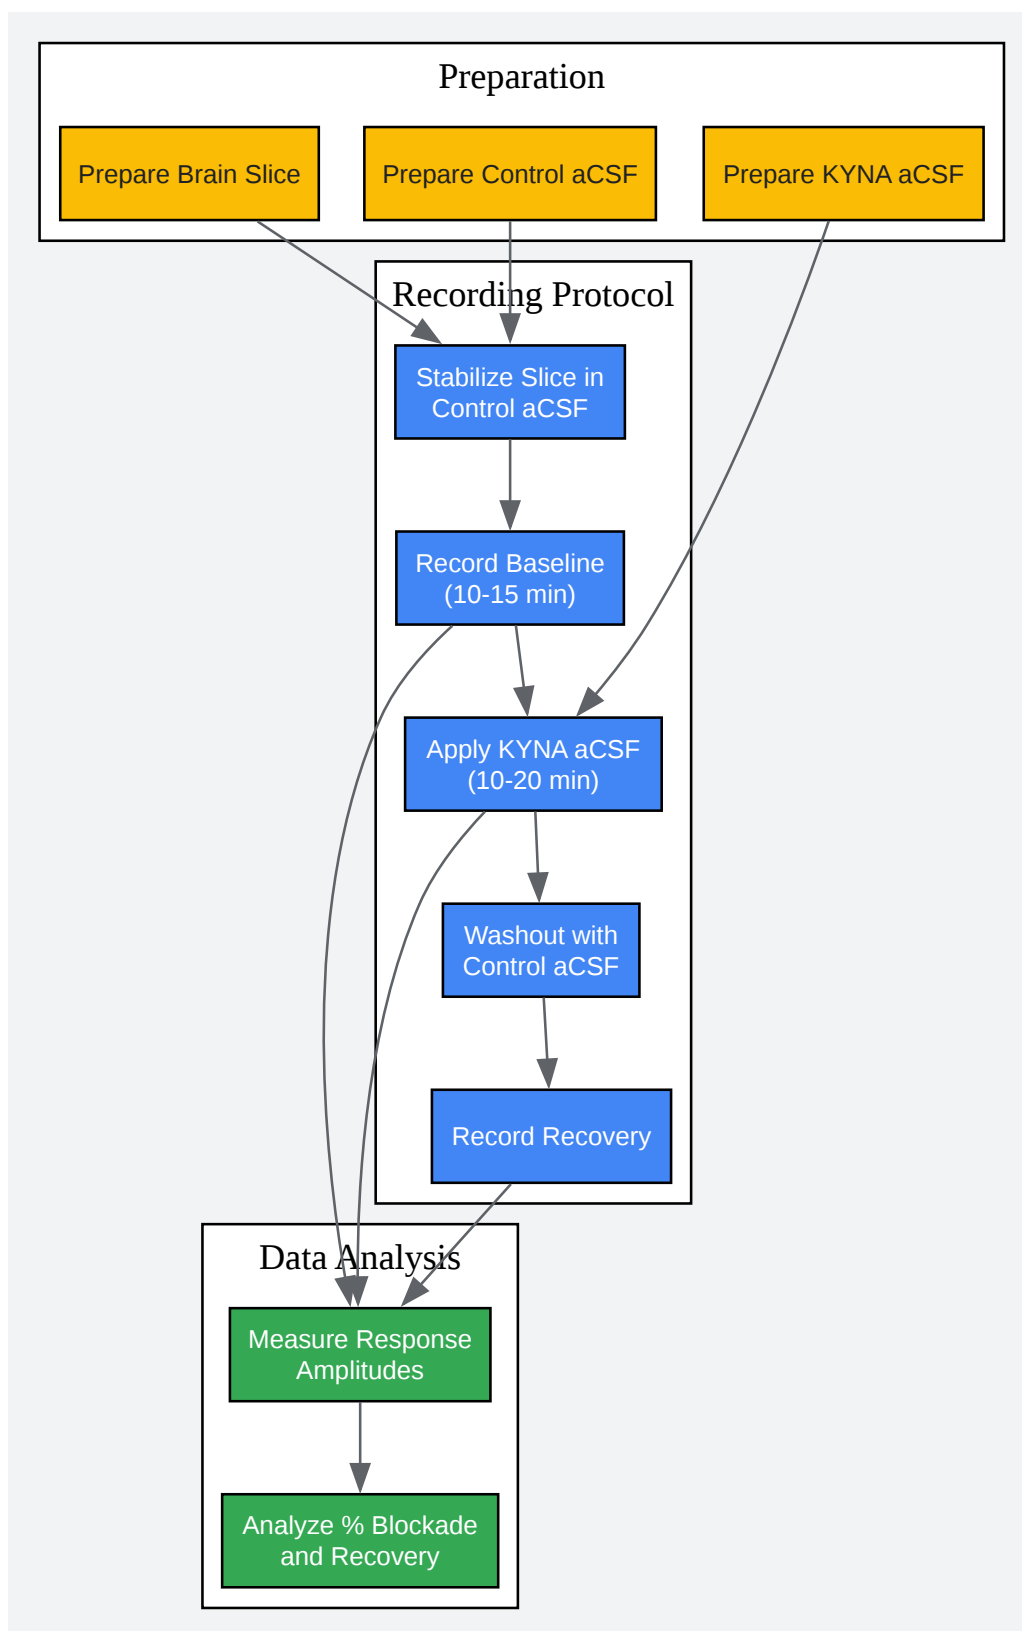 Preparation
Prepare Brain Slice
Prepare Control aCSF
Prepare KYNA aCSF
Recording Protocol
Stabilize Slice in
Control aCSF
Record Baseline
(10-15 min)
Apply KYNA aCSF
(10-20 min)
Washout with
Control aCSF
Record Recovery
Data Analysis
Measure Response
Amplitudes
Analyze % Blockade
and Recovery